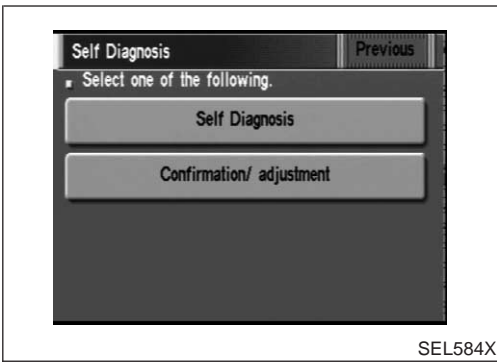 Self Diagnosis Previous
Select one of the following.
Self Diagnosis
Confirmation/ adjustment
SEL584X